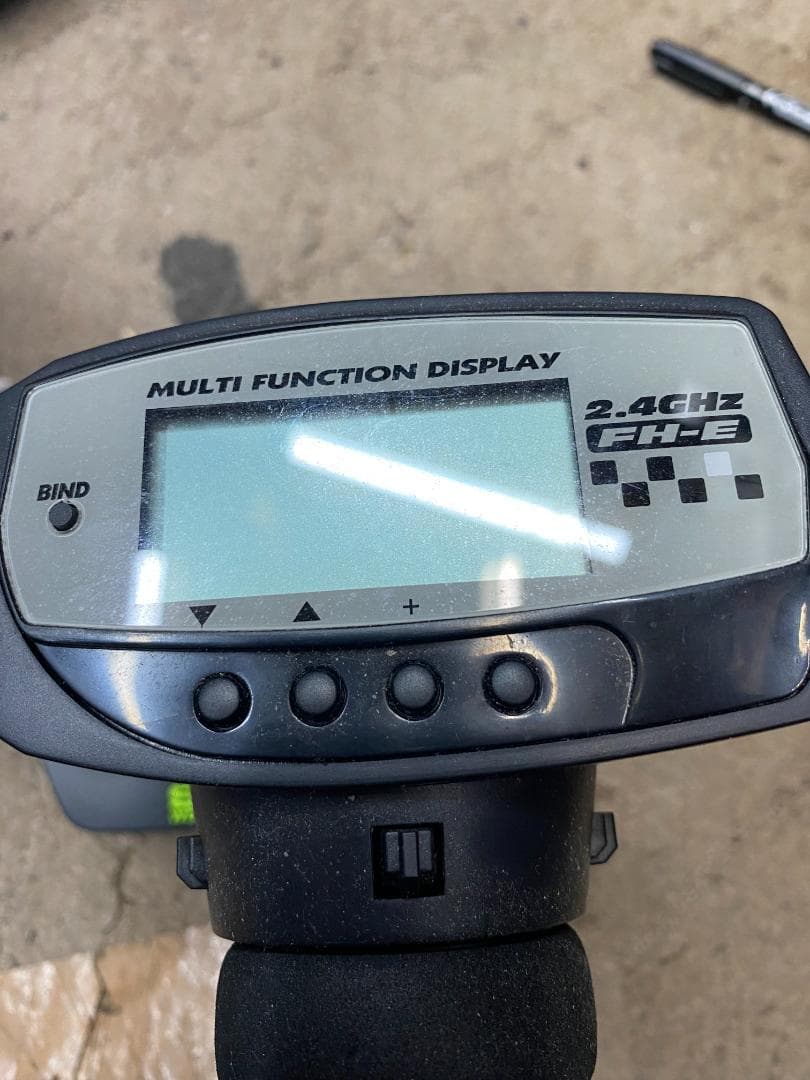 MULTI FUNCTION DISPLAY
2.4GHz
FH-E
BIND
▼ ▲ +